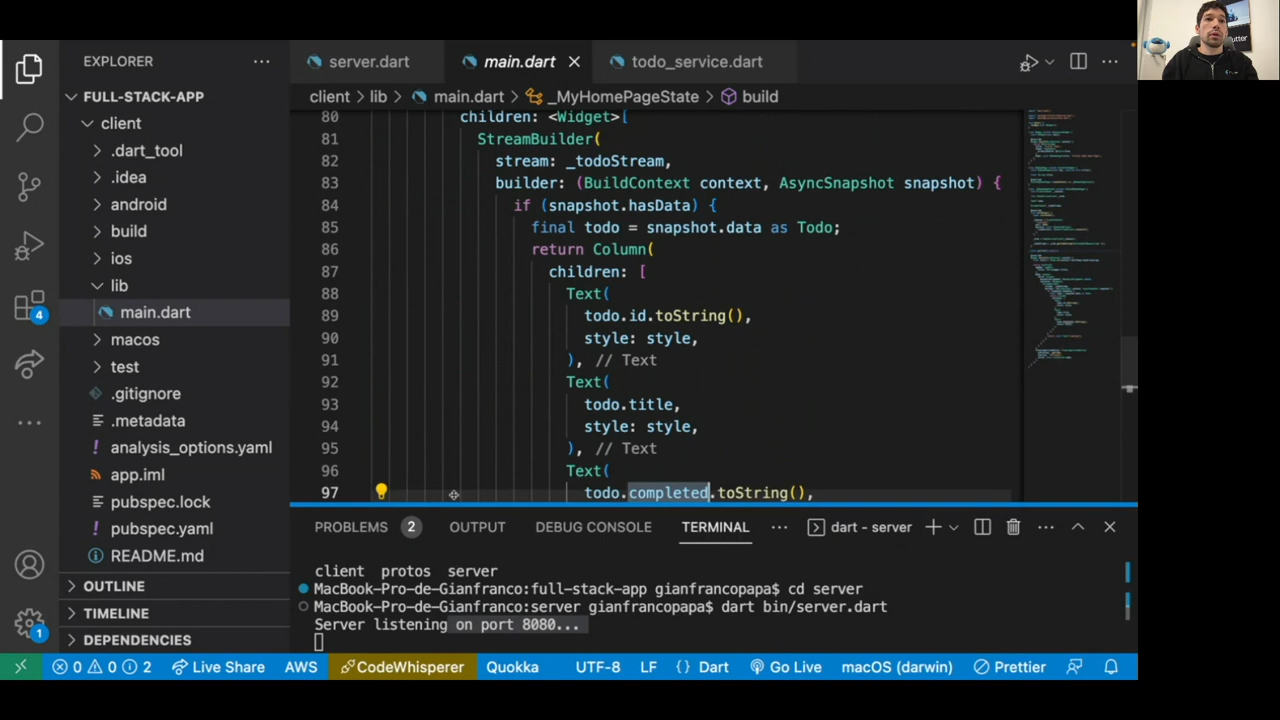 EXPLORER
FULL-STACK-APP
client
.dart_tool
.idea
android
build
ios
lib
main.dart
macos
test
.gitignore
.metadata
analysis_options.yaml
app.iml
pubspec.lock
pubspec.yaml
README.md
OUTLINE
TIMELINE
DEPENDENCIES
4
1
server.dart
main.dart
todo_service.dart
client > lib > main.dart > _MyHomePageState > build
80 children: <Widget>[
81 StreamBuilder(
82 stream: _todoStream,
83 builder: (BuildContext context, AsyncSnapshot snapshot) {
84 if (snapshot.hasData) {
85 final todo = snapshot.data as Todo;
86 return Column(
87 children: [
88 Text(
89 todo.id.toString(),
90 style: style,
91 ), // Text
92 Text(
93 todo.title,
94 style: style,
95 ), // Text
96 Text(
97 todo.completed.toString(),
PROBLEMS 2 OUTPUT DEBUG CONSOLE TERMINAL dart - server
client protos server
MacBook-Pro-de-Gianfranco:full-stack-app gianfrancopapa$ cd server
MacBook-Pro-de-Gianfranco:server gianfrancopapa$ dart bin/server.dart
Server listening on port 8080...
0 0 2 Live Share AWS CodeWhisperer Quokka UTF-8 LF {} Dart Go Live macOS (darwin) Prettier